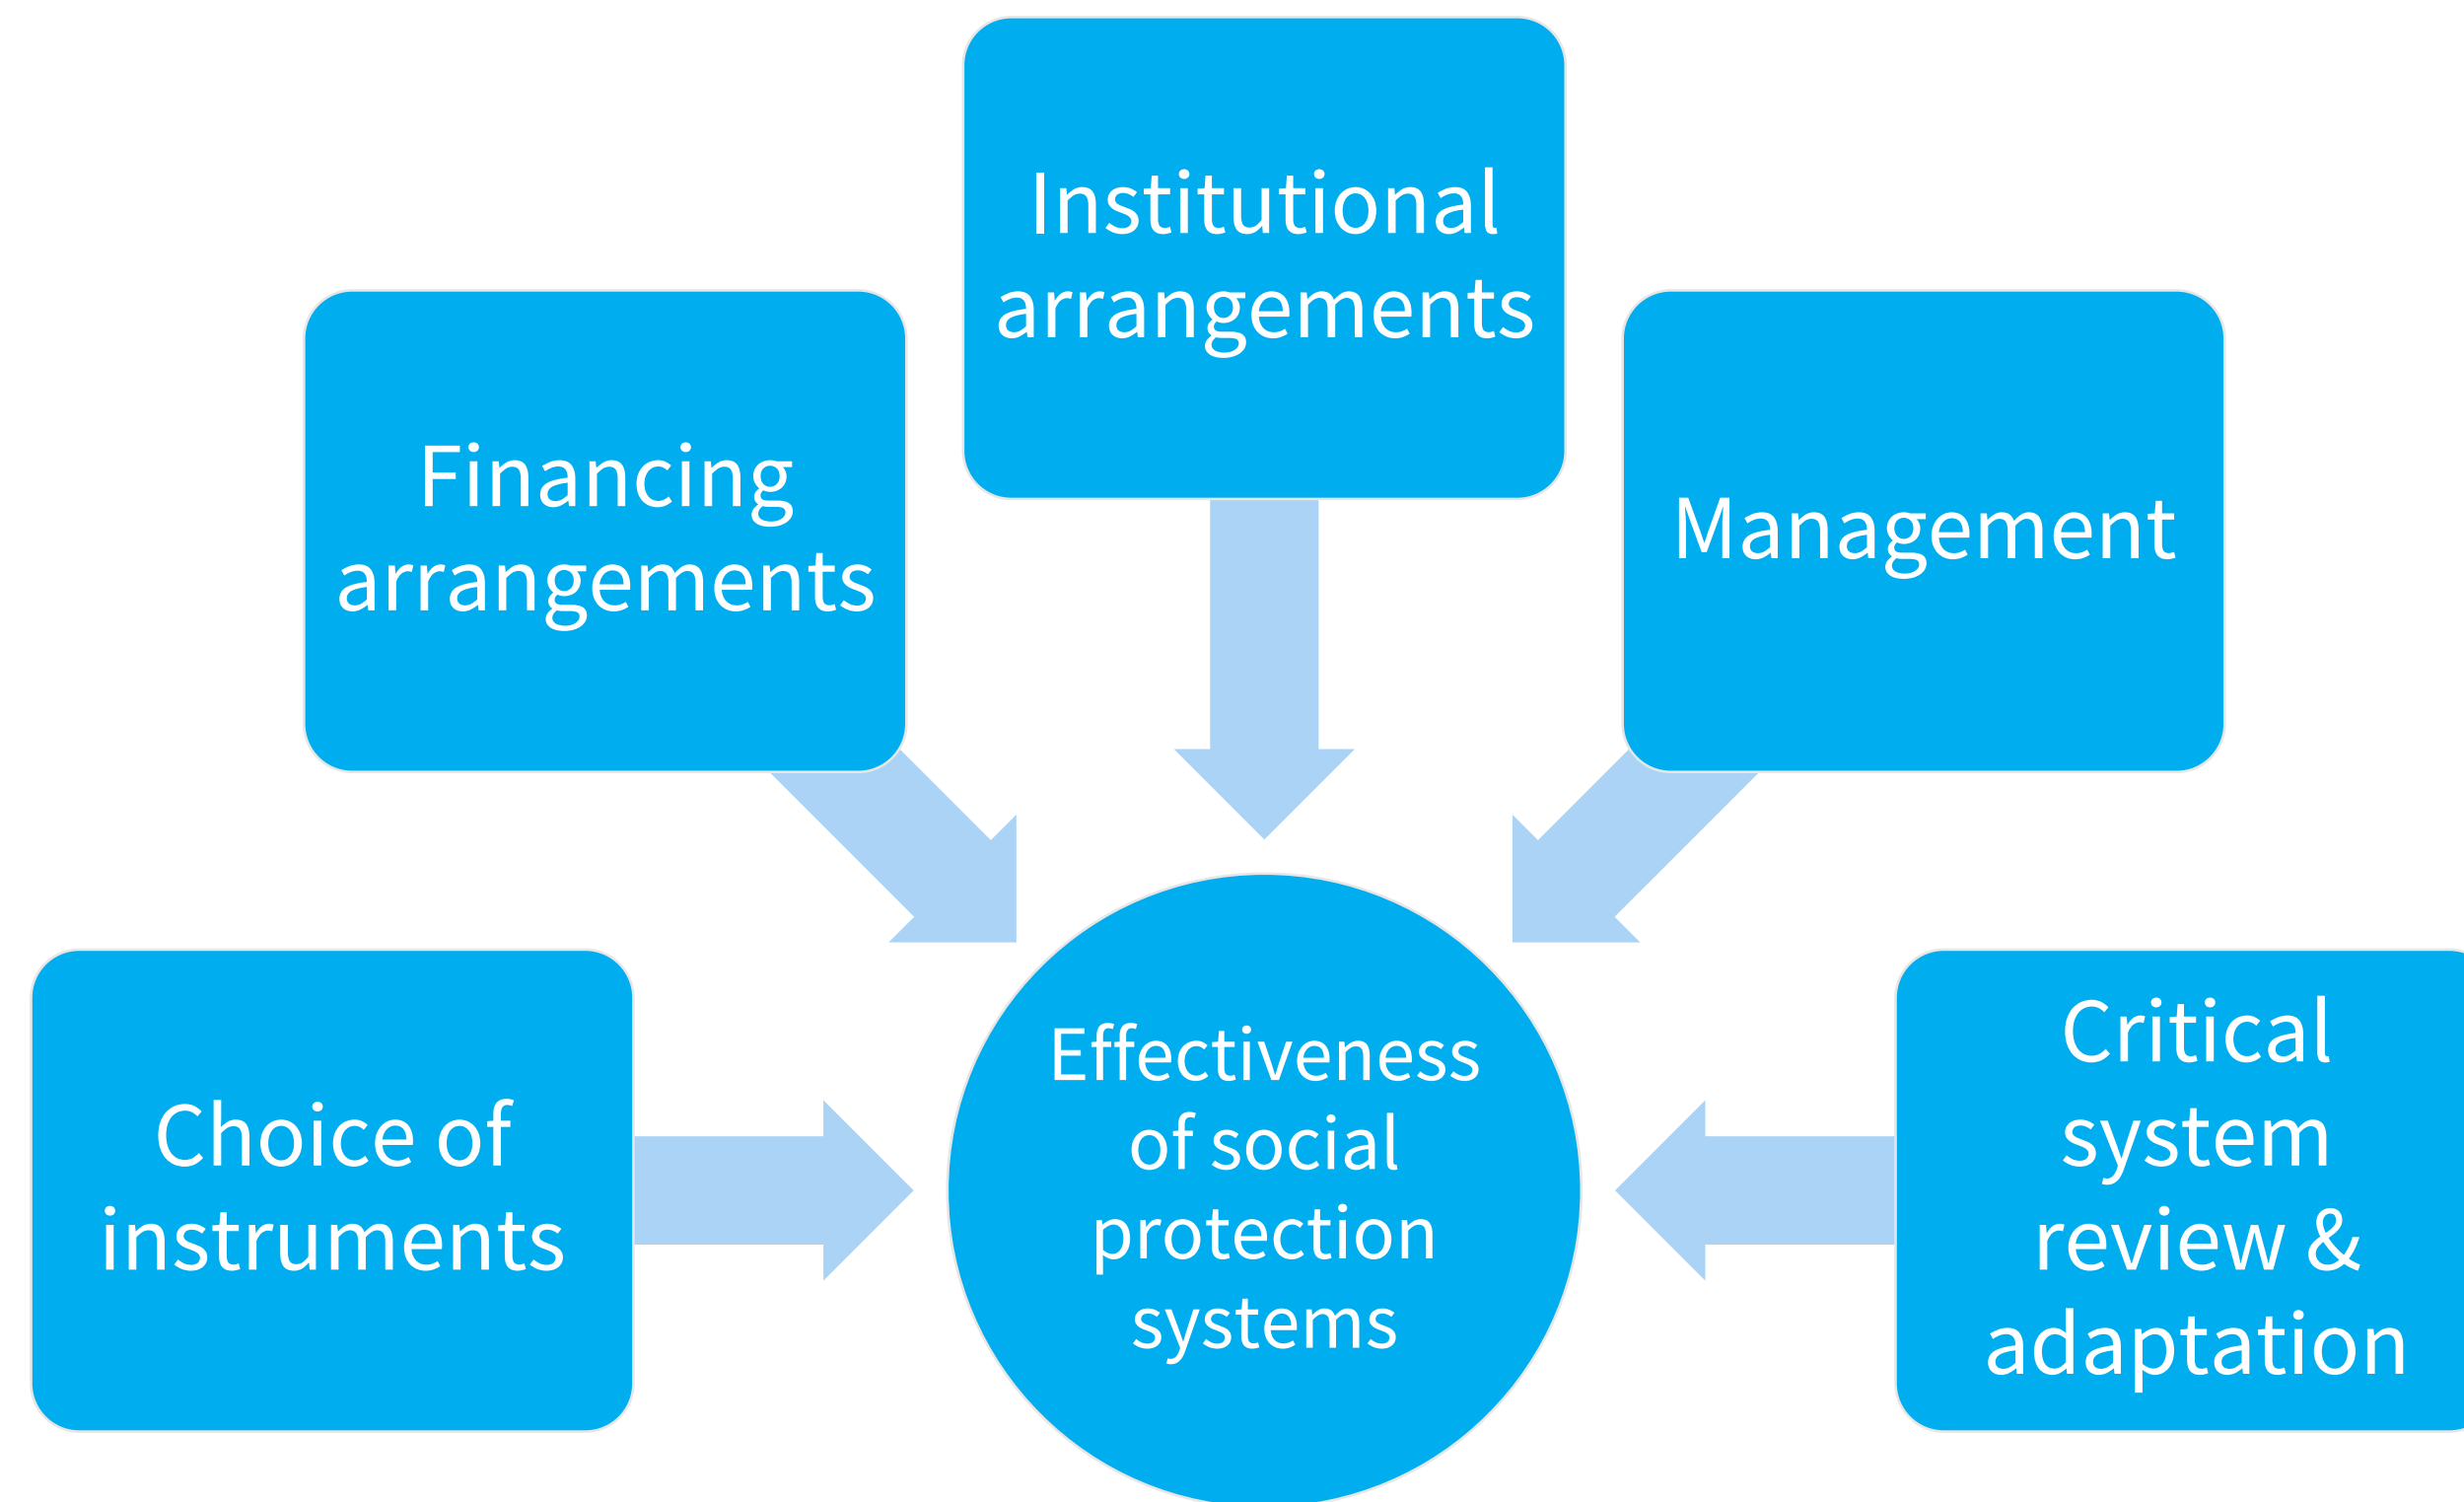 Institutional
arrangements
Financing
arrangements
Management
Choice of
instruments
Effectiveness
of social
protection
systems
Critical
system
review &
adaptation